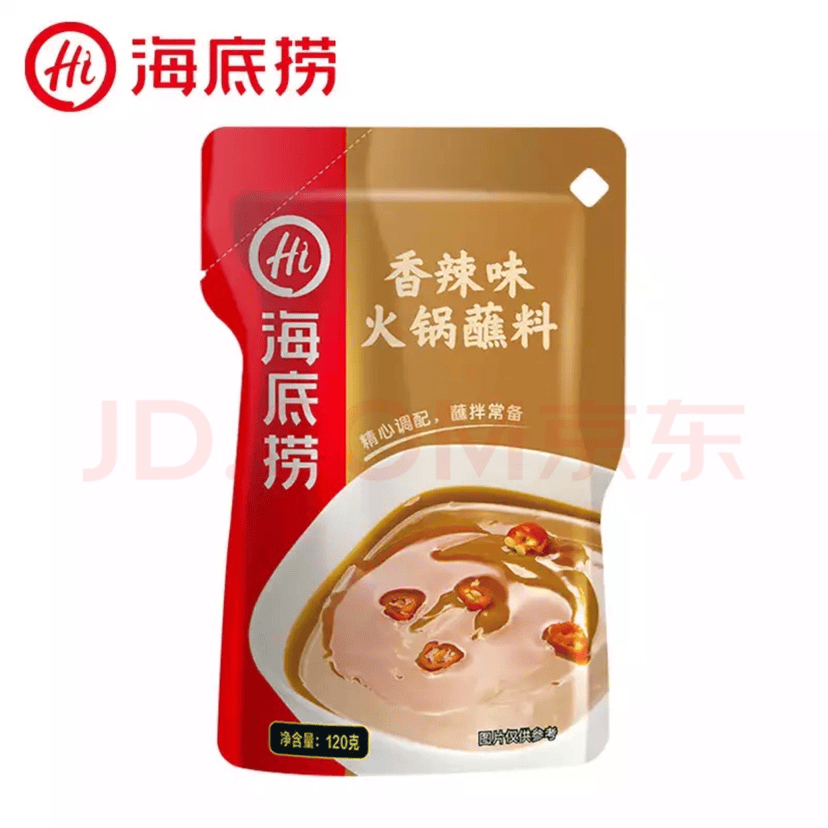 Hi 海底捞
Hi
海底捞
香辣味
火锅蘸料
精心调配，蘸拌常备
JD.COM京东
净含量：120克
图片仅供参考